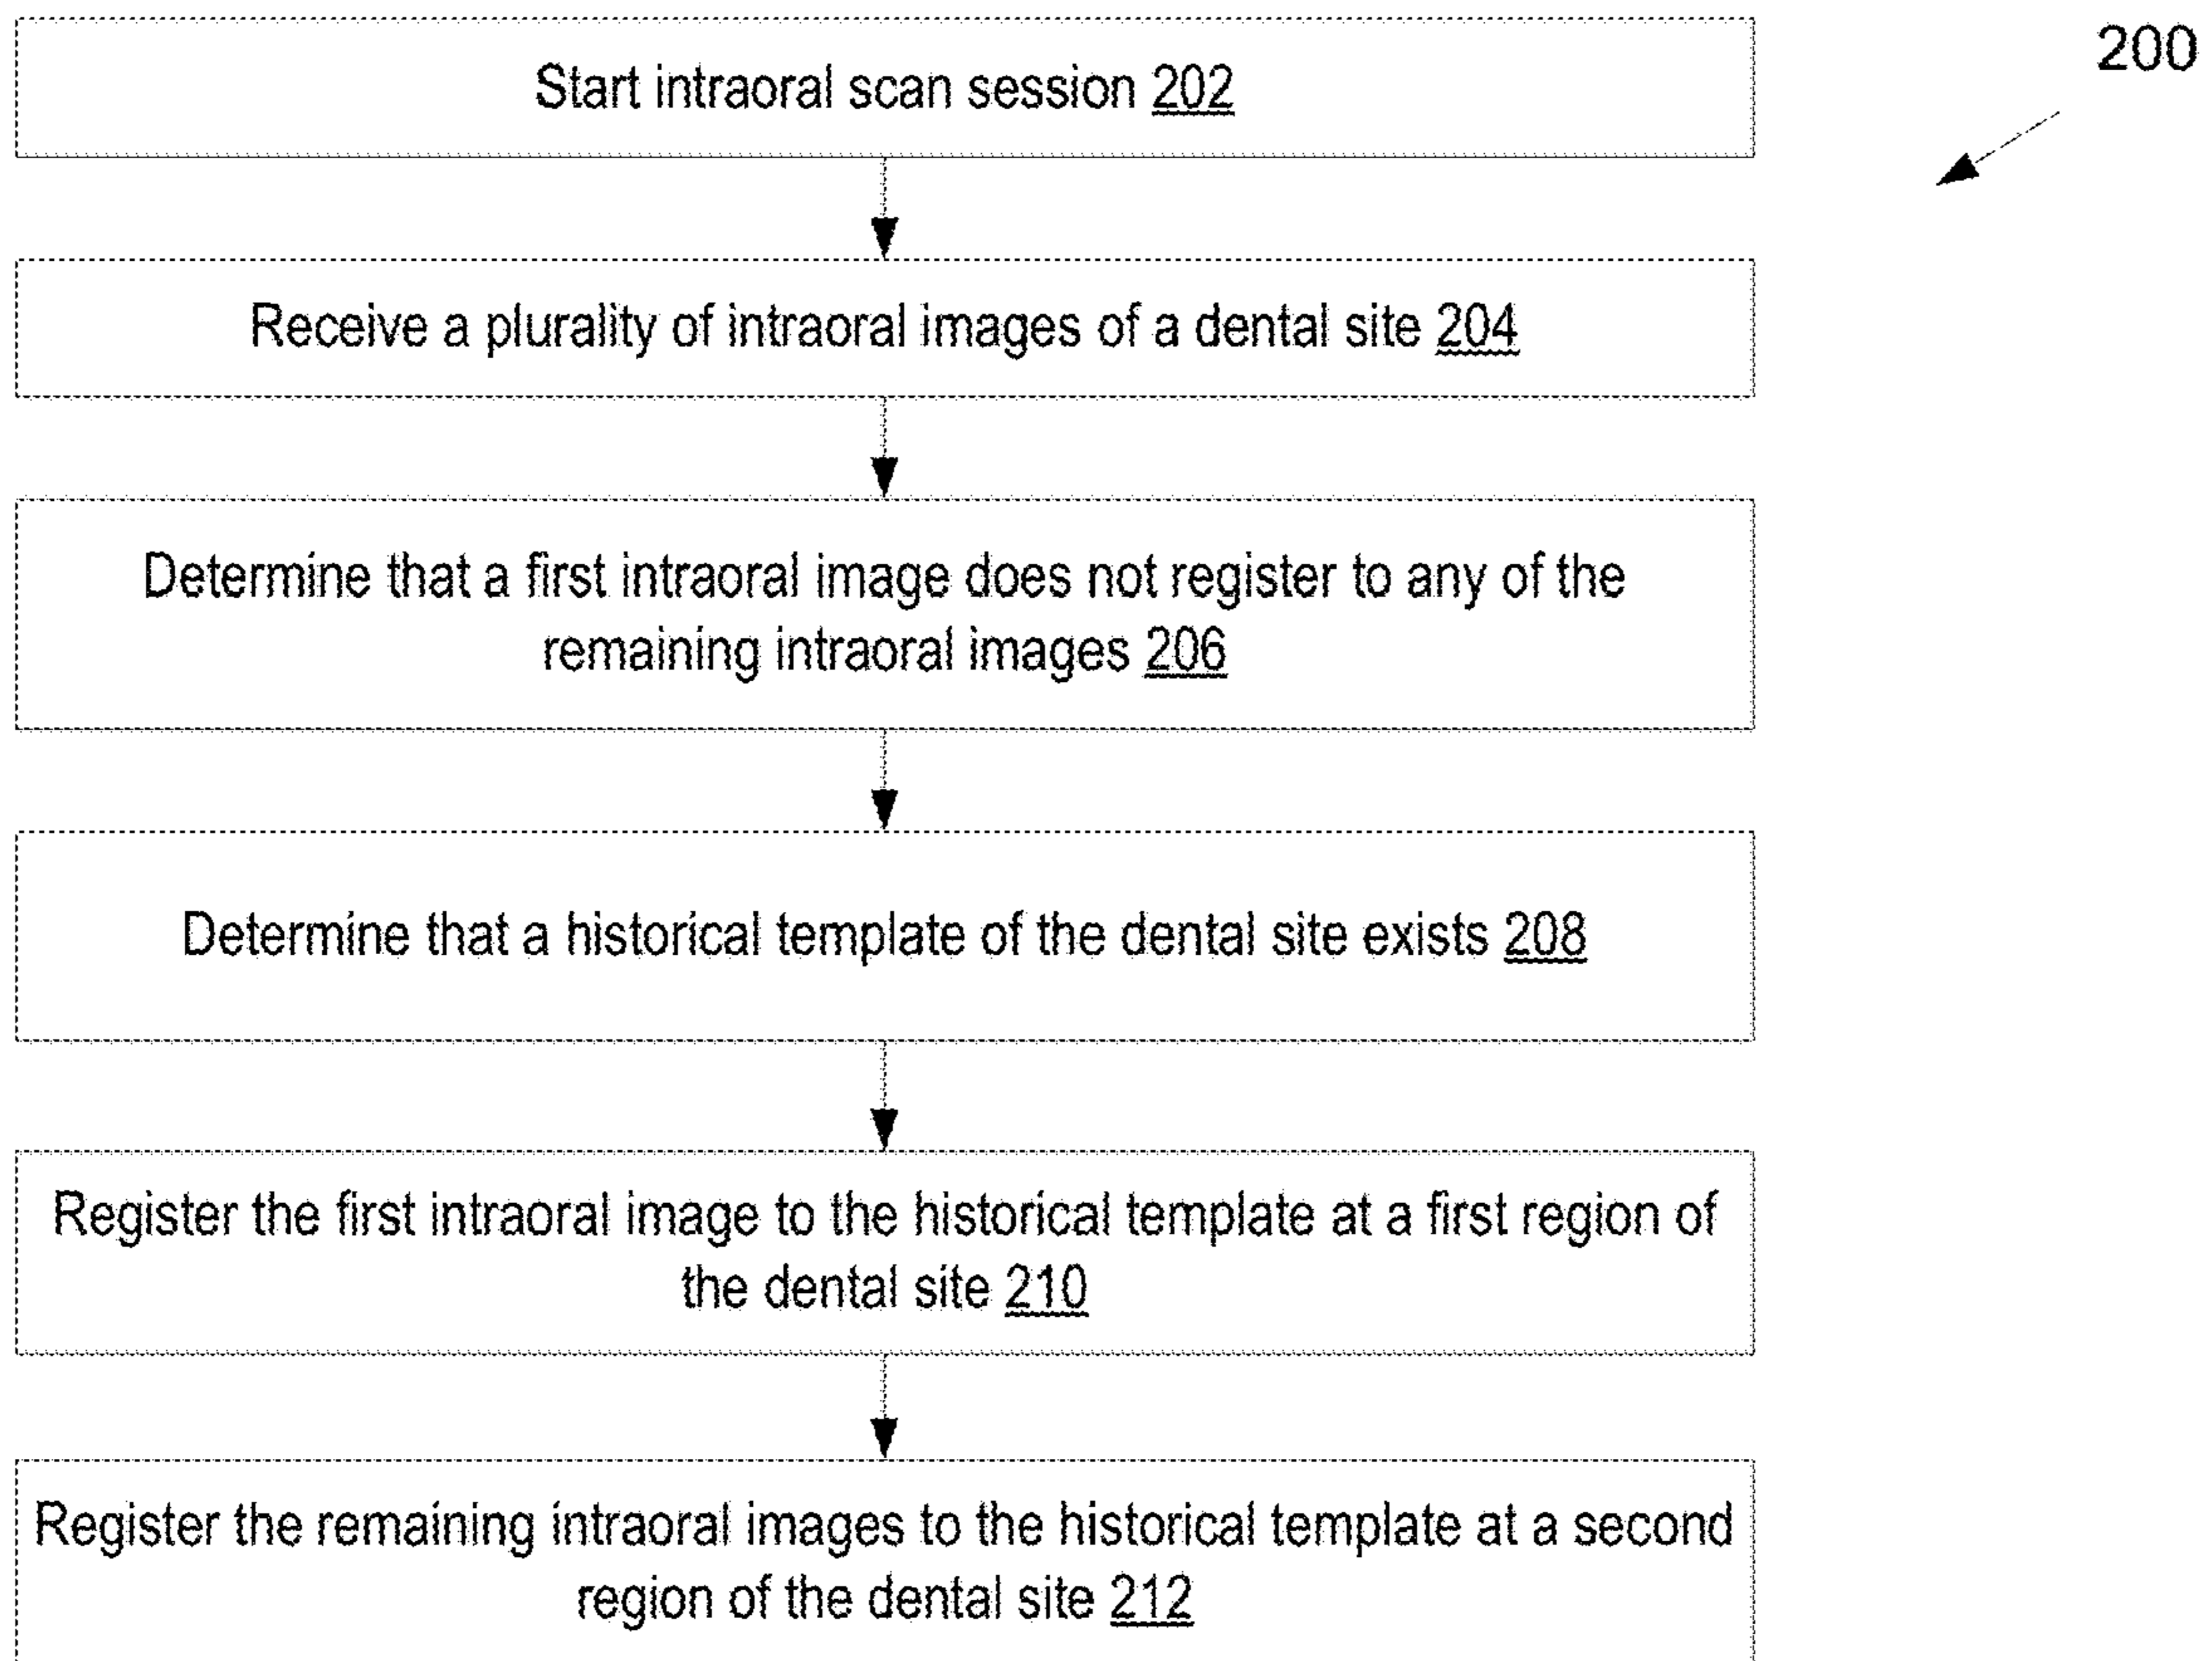 200
Start intraoral scan session 202
Receive a plurality of intraoral images of a dental site 204
Determine that a first intraoral image does not register to any of the
remaining intraoral images 206
Determine that a historical template of the dental site exists 208
Register the first intraoral image to the historical template at a first region of
the dental site 210
Register the remaining intraoral images to the historical template at a second
region of the dental site 212